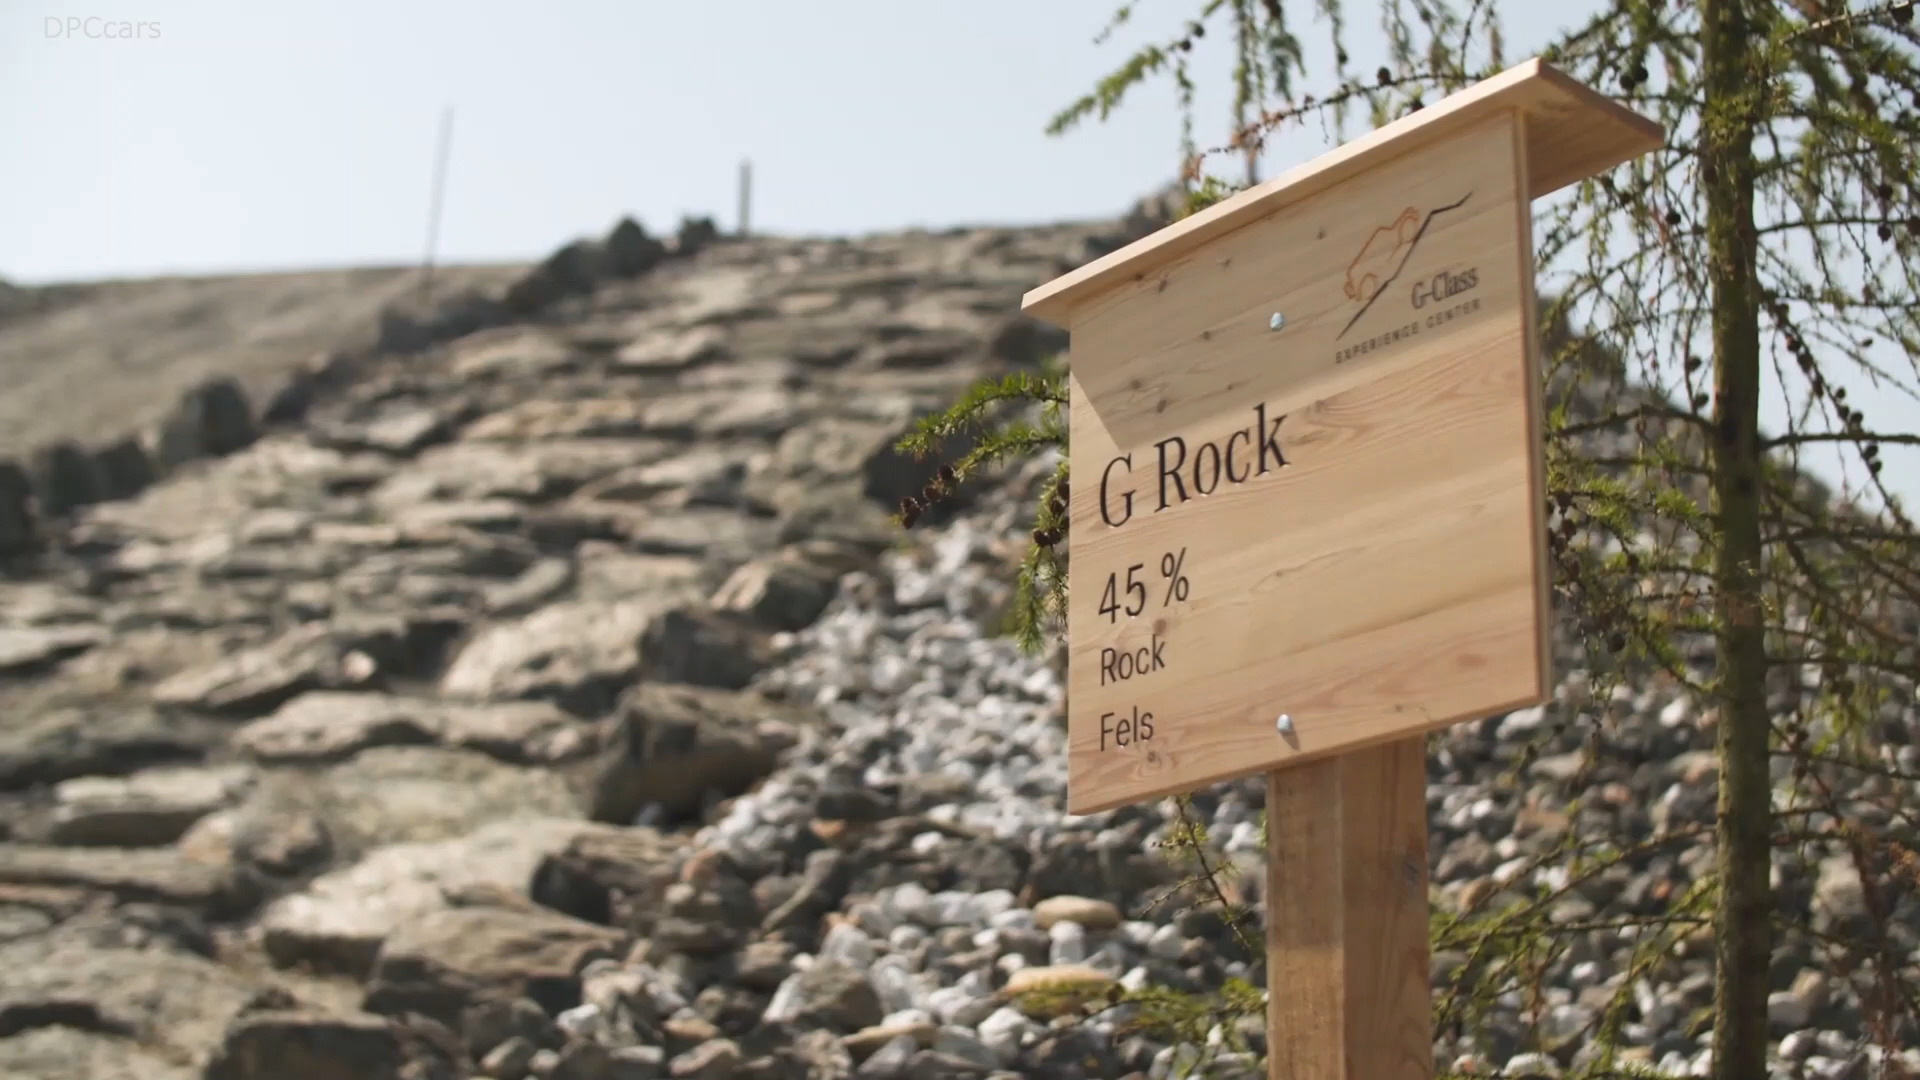 DPCcars
G-Class
EXPERIENCE CENTER
G Rock
45 %
Rock
Fels